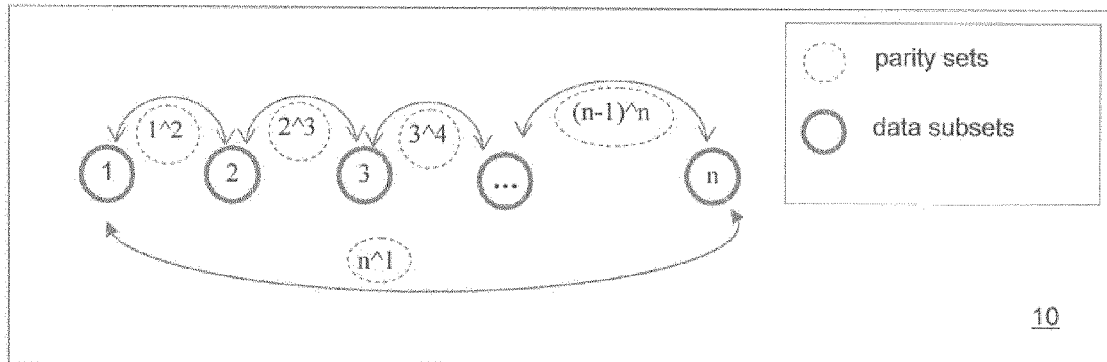 parity sets
data subsets
1^2
2^3
3^4
(n-1)^n
1
2
3
...
n
n^1
10